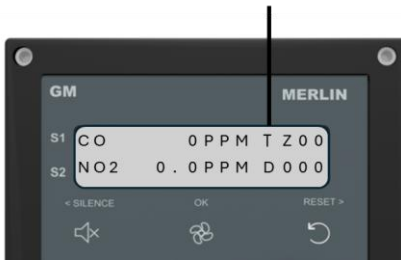 GM MERLIN
S1 CO 0PPM TZ00
S2 NO2 0.0PPM D000
< SILENCE OK RESET >